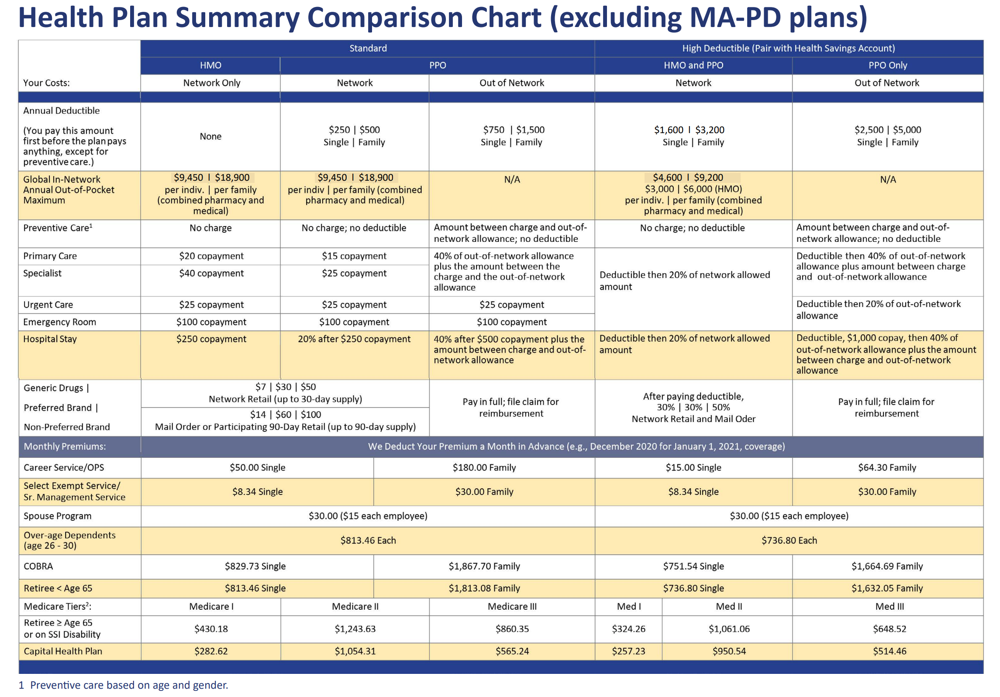 Health Plan Summary Comparison Chart (excluding MA-PD plans)
Standard
High Deductible (Pair with Health Savings Account)
HMO
PPO
HMO and PPO
PPO Only
Your Costs:
Network Only
Network
Out of Network
Network
Out of Network
Annual Deductible
(You pay this amount
first before the plan pays
anything, except for
preventive care.)
None
$250 | $500
Single | Family
$750 | $1,500
Single | Family
$1,600 l $3,200
Single | Family
$2,500 | $5,000
Single | Family
Global In-Network
Annual Out-of-Pocket
Maximum
$9,450 l $18,900
per indiv. | per family
(combined pharmacy and
medical)
$9,450 l $18,900
per indiv | per family (combined
pharmacy and medical)
N/A
$4,600 l $9,200
$3,000 | $6,000 (HMO)
per indiv. | per family (combined
pharmacy and medical)
N/A
Preventive Care1
No charge
No charge; no deductible
Amount between charge and out-of-
network allowance; no deductible
No charge; no deductible
Amount between charge and out-of-
network allowance; no deductible
Primary Care
$20 copayment
$15 copayment
40% of out-of-network allowance
plus the amount between the
charge and the out-of-network
allowance
Deductible then 20% of network allowed
amount
Deductible then 40% of out-of-network
allowance plus amount between charge
and out-of-network allowance
Specialist
$40 copayment
$25 copayment
Urgent Care
$25 copayment
$25 copayment
$25 copayment
Deductible then 20% of out-of-network
allowance
Emergency Room
$100 copayment
$100 copayment
$100 copayment
Hospital Stay
$250 copayment
20% after $250 copayment
40% after $500 copayment plus the
amount between charge and out-of-
network allowance
Deductible then 20% of network allowed
amount
Deductible, $1,000 copay, then 40% of
out-of-network allowance plus the amount
between charge and out-of-network
allowance
Generic Drugs |
Preferred Brand |
Non-Preferred Brand
$7 | $30 | $50
Network Retail (up to 30-day supply)
$14 | $60 | $100
Mail Order or Participating 90-Day Retail (up to 90-day supply)
Pay in full; file claim for
reimbursement
After paying deductible,
30% | 30% | 50%
Network Retail and Mail Oder
Pay in full; file claim for
reimbursement
Monthly Premiums:
We Deduct Your Premium a Month in Advance (e.g., December 2020 for January 1, 2021, coverage)
Career Service/OPS
$50.00 Single
$180.00 Family
$15.00 Single
$64.30 Family
Select Exempt Service/
Sr. Management Service
$8.34 Single
$30.00 Family
$8.34 Single
$30.00 Family
Spouse Program
$30.00 ($15 each employee)
$30.00 ($15 each employee)
Over-age Dependents
(age 26 - 30)
$813.46 Each
$736.80 Each
COBRA
$829.73 Single
$1,867.70 Family
$751.54 Single
$1,664.69 Family
Retiree < Age 65
$813.46 Single
$1,813.08 Family
$736.80 Single
$1,632.05 Family
Medicare Tiers2:
Medicare I
Medicare II
Medicare III
Med I
Med II
Med III
Retiree ≥ Age 65
or on SSI Disability
$430.18
$1,243.63
$860.35
$324.26
$1,061.06
$648.52
Capital Health Plan
$282.62
$1,054.31
$565.24
$257.23
$950.54
$514.46
1 Preventive care based on age and gender.